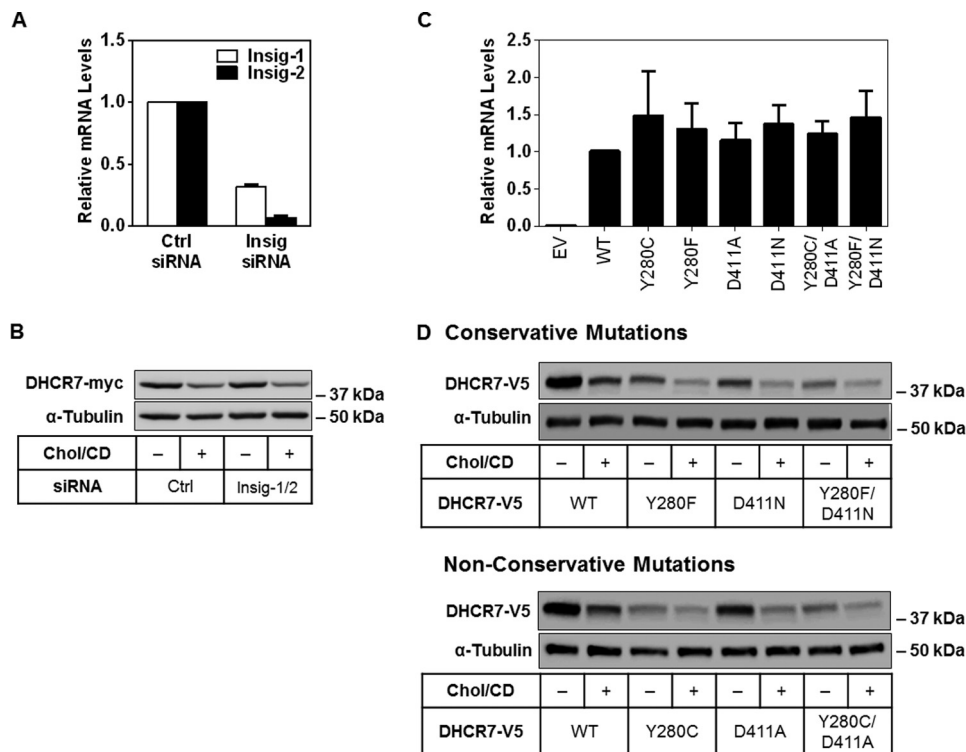 A
Relative mRNA Levels
1.5
1.0
0.5
0.0
Insig-1
Insig-2
Ctrl
siRNA
Insig
siRNA
C
Relative mRNA Levels
2.5
2.0
1.5
1.0
0.5
0.0
EV
WT
Y280C
Y280F
D411A
D411N
Y280C/
D411A
Y280F/
D411N
B
DHCR7-myc
– 37 kDa
α-Tubulin
– 50 kDa
Chol/CD – + – +
siRNA Ctrl Insig-1/2
D Conservative Mutations
DHCR7-V5
– 37 kDa
α-Tubulin
– 50 kDa
Chol/CD – + – + – + – +
DHCR7-V5 WT Y280F D411N Y280F/
D411N
Non-Conservative Mutations
DHCR7-V5
– 37 kDa
α-Tubulin
– 50 kDa
Chol/CD – + – + – + – +
DHCR7-V5 WT Y280C D411A Y280C/
D411A